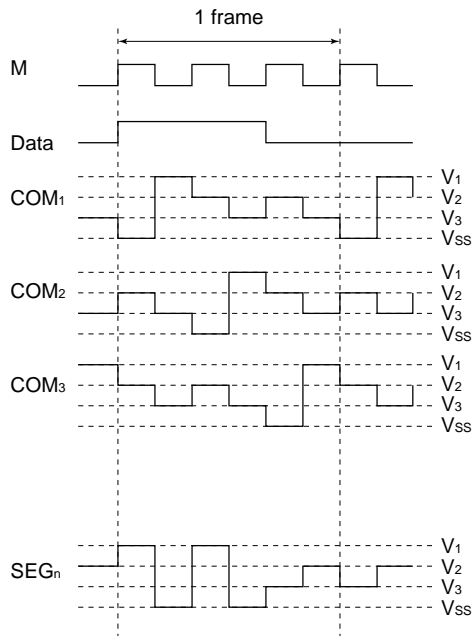 1 frame
M
Data
COM1
V1
V2
V3
VSS
COM2
V1
V2
V3
VSS
COM3
V1
V2
V3
VSS
SEGn
V1
V2
V3
VSS